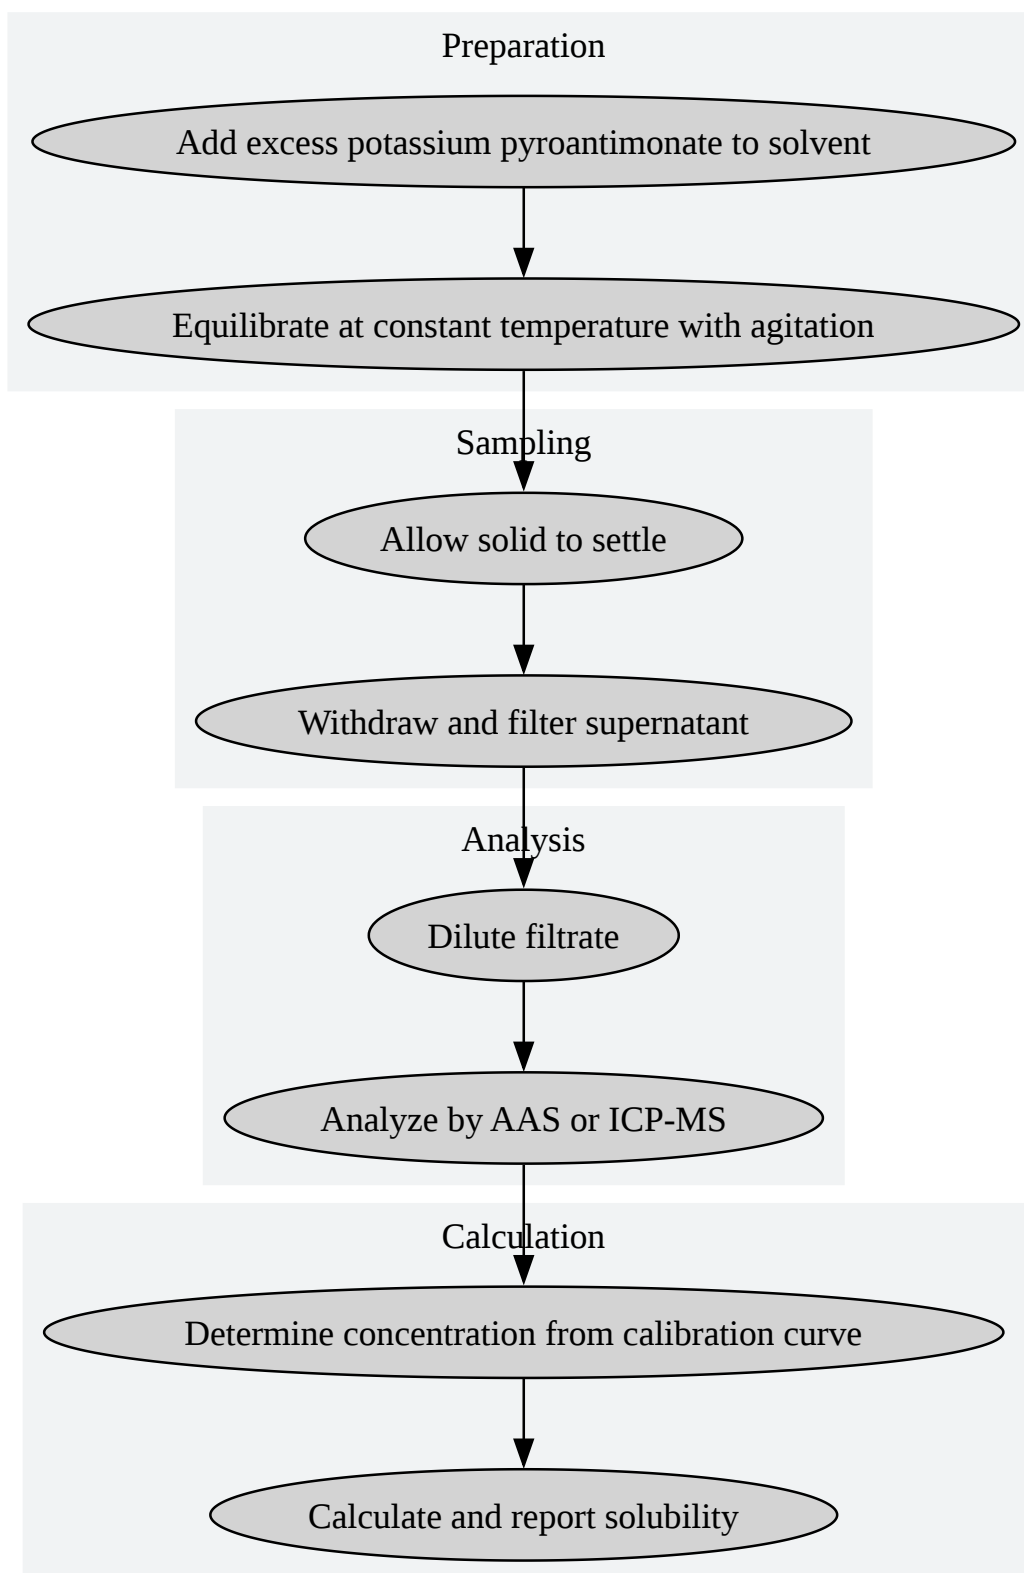 Preparation
Add excess potassium pyroantimonate to solvent
Equilibrate at constant temperature with agitation
Sampling
Allow solid to settle
Withdraw and filter supernatant
Analysis
Dilute filtrate
Analyze by AAS or ICP-MS
Calculation
Determine concentration from calibration curve
Calculate and report solubility